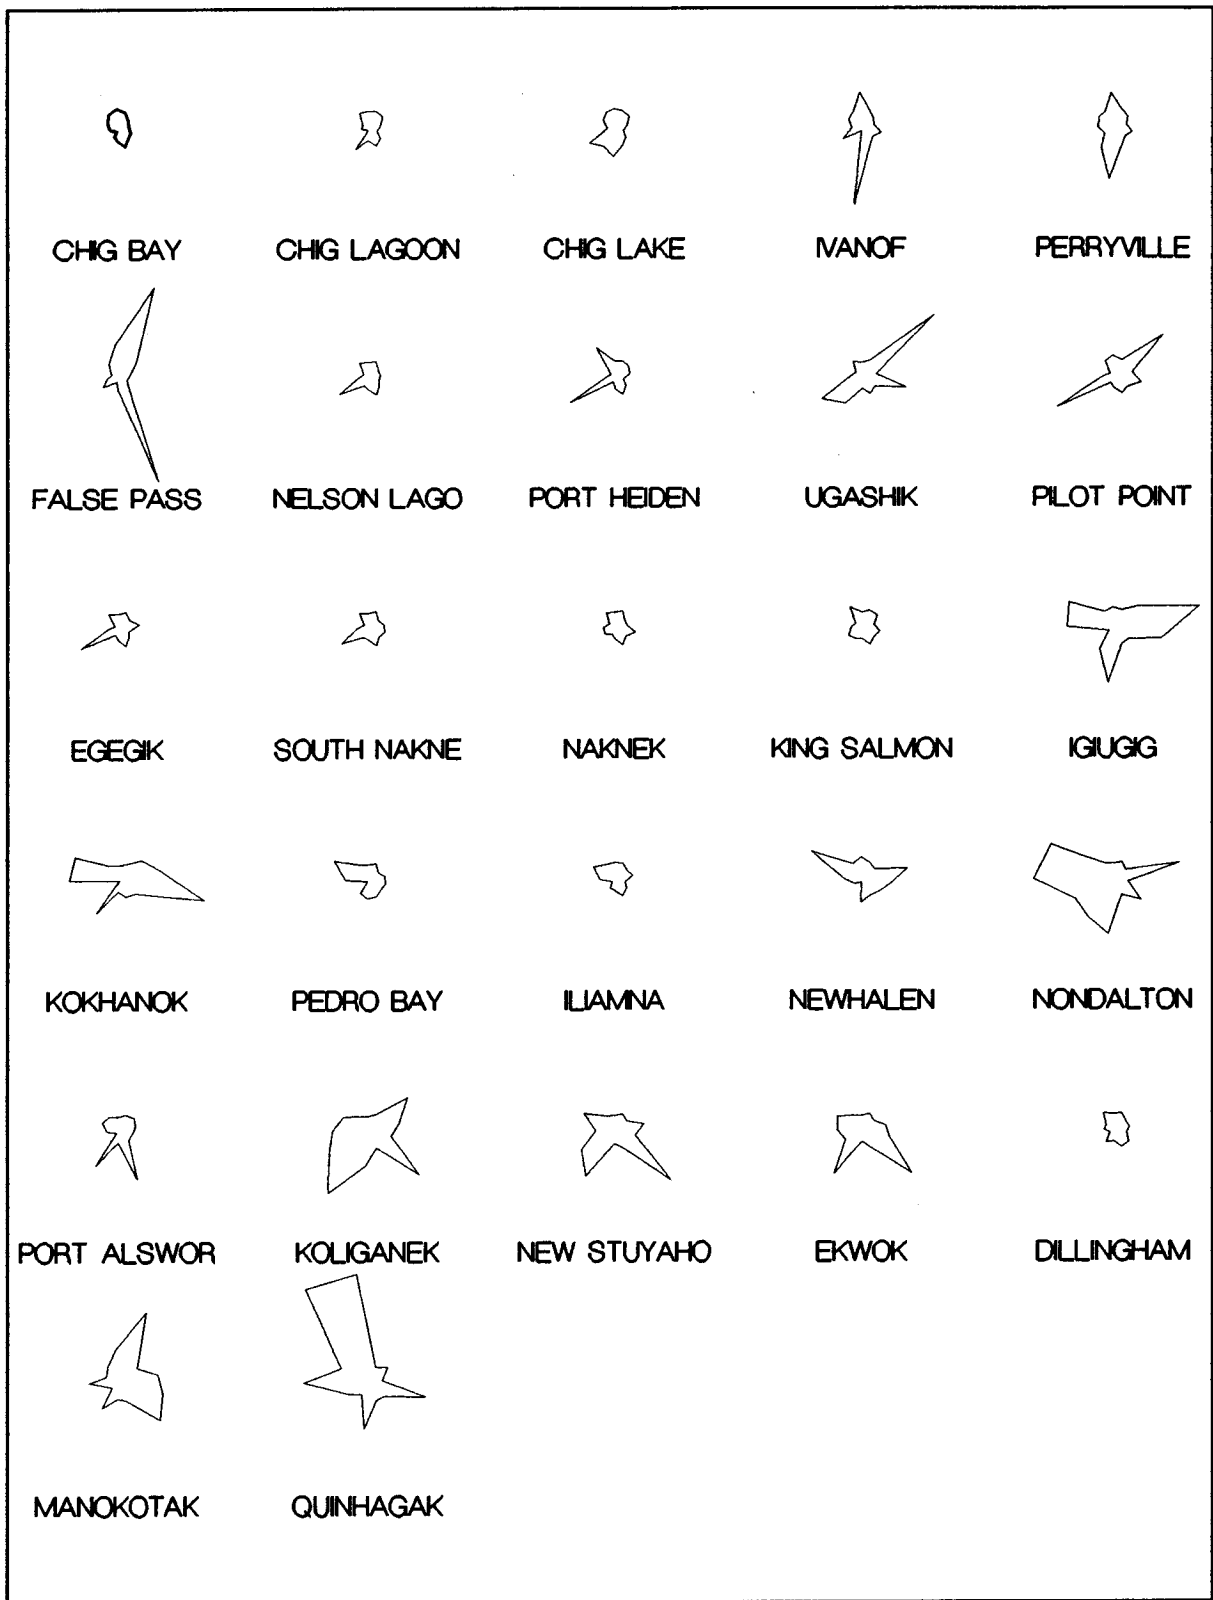 CHIG BAY CHIG LAGOON CHIG LAKE IVANOF PERRYVILLE
FALSE PASS NELSON LAGO PORT HEIDEN UGASHIK PILOT POINT
EGEGIK SOUTH NAKNE NAKNEK KING SALMON IGIUGIG
KOKHANOK PEDRO BAY ILIAMNA NEWHALEN NONDALTON
PORT ALSWOR KOLIGANEK NEW STUYAHO EKWOK DILLINGHAM
MANOKOTAK QUINHAGAK